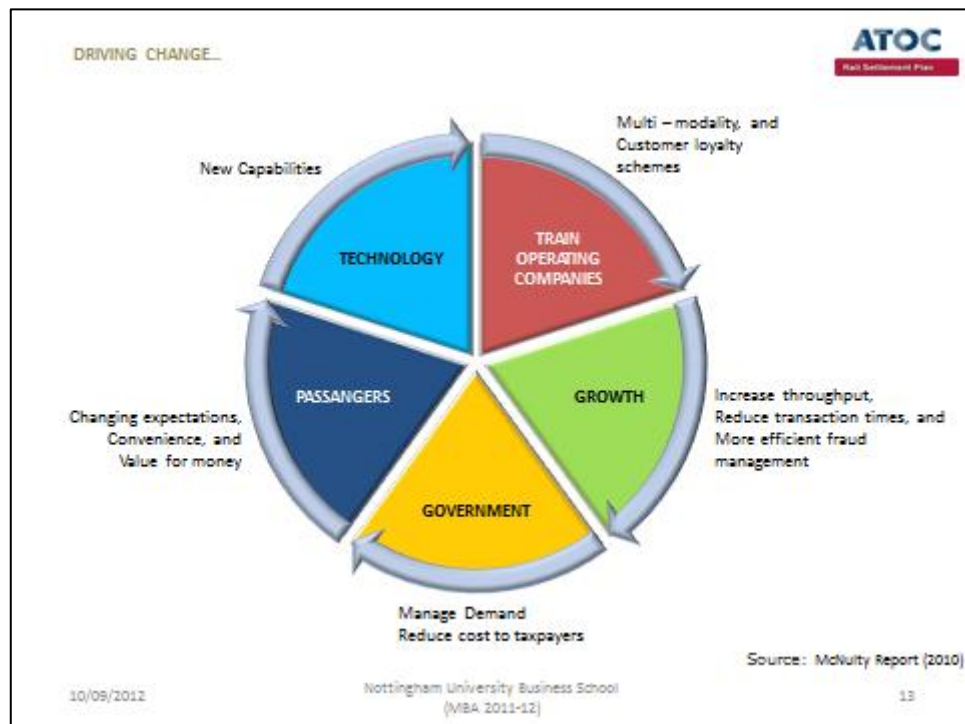 DRIVING CHANGE...
ATOC
Rail Settlement Plan
Multi – modality, and
Customer loyalty
schemes
New Capabilities
TECHNOLOGY
TRAIN
OPERATING
COMPANIES
PASSANGERS
GROWTH
Changing expectations,
Convenience, and
Value for money
Increase throughput,
Reduce transaction times, and
More efficient fraud
management
GOVERNMENT
Manage Demand
Reduce cost to taxpayers
Source: McNulty Report (2010)
10/09/2012
Nottingham University Business School
(MBA 2011-12)
13